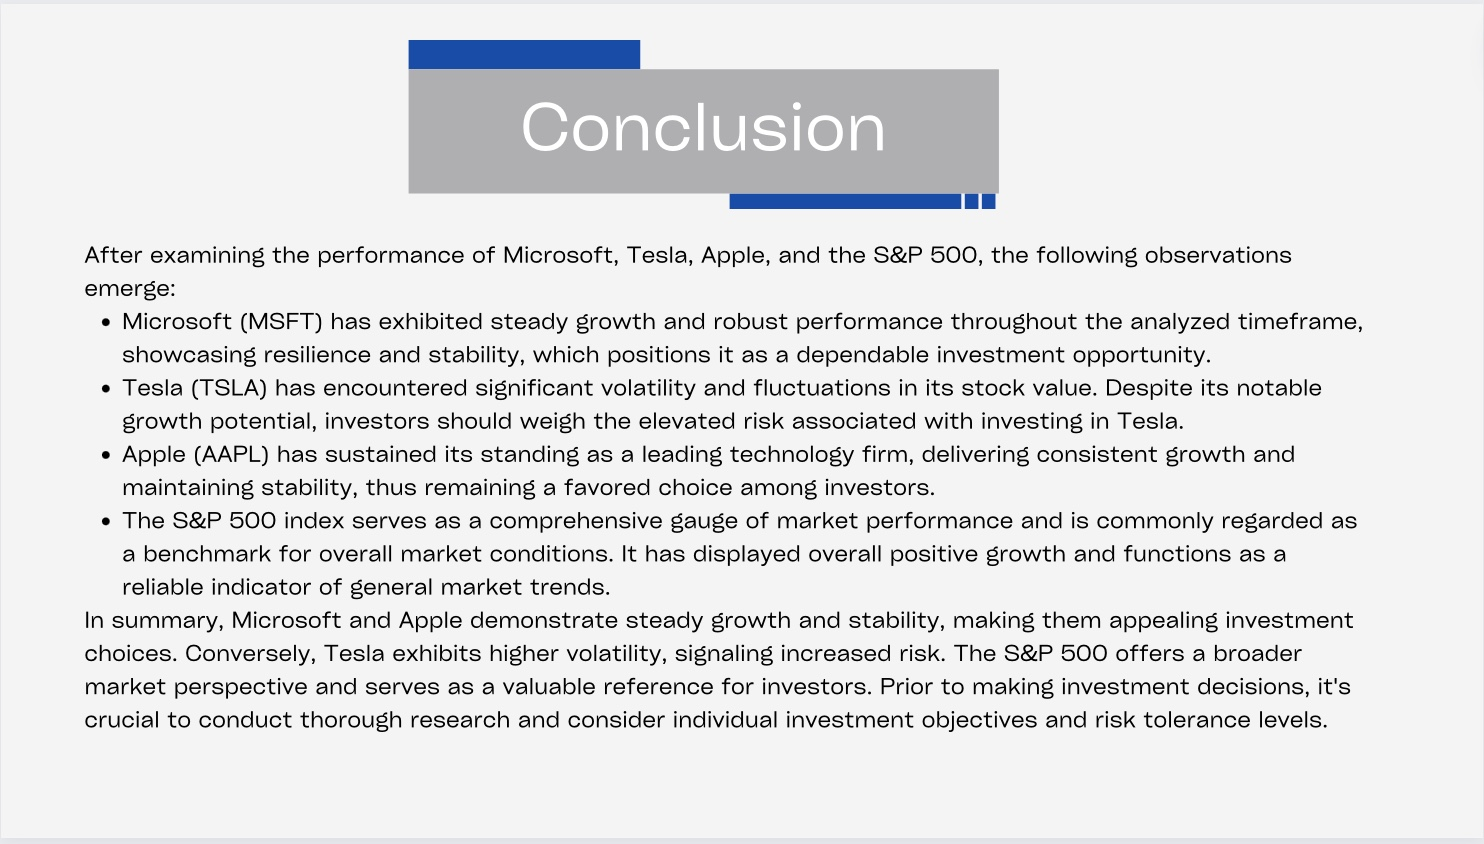 Conclusion
After examining the performance of Microsoft, Tesla, Apple, and the S&P 500, the following observations
emerge:
• Microsoft (MSFT) has exhibited steady growth and robust performance throughout the analyzed timeframe,
showcasing resilience and stability, which positions it as a dependable investment opportunity.
• Tesla (TSLA) has encountered significant volatility and fluctuations in its stock value. Despite its notable
growth potential, investors should weigh the elevated risk associated with investing in Tesla.
• Apple (AAPL) has sustained its standing as a leading technology firm, delivering consistent growth and
maintaining stability, thus remaining a favored choice among investors.
• The S&P 500 index serves as a comprehensive gauge of market performance and is commonly regarded as
a benchmark for overall market conditions. It has displayed overall positive growth and functions as a
reliable indicator of general market trends.
In summary, Microsoft and Apple demonstrate steady growth and stability, making them appealing investment
choices. Conversely, Tesla exhibits higher volatility, signaling increased risk. The S&P 500 offers a broader
market perspective and serves as a valuable reference for investors. Prior to making investment decisions, it's
crucial to conduct thorough research and consider individual investment objectives and risk tolerance levels.